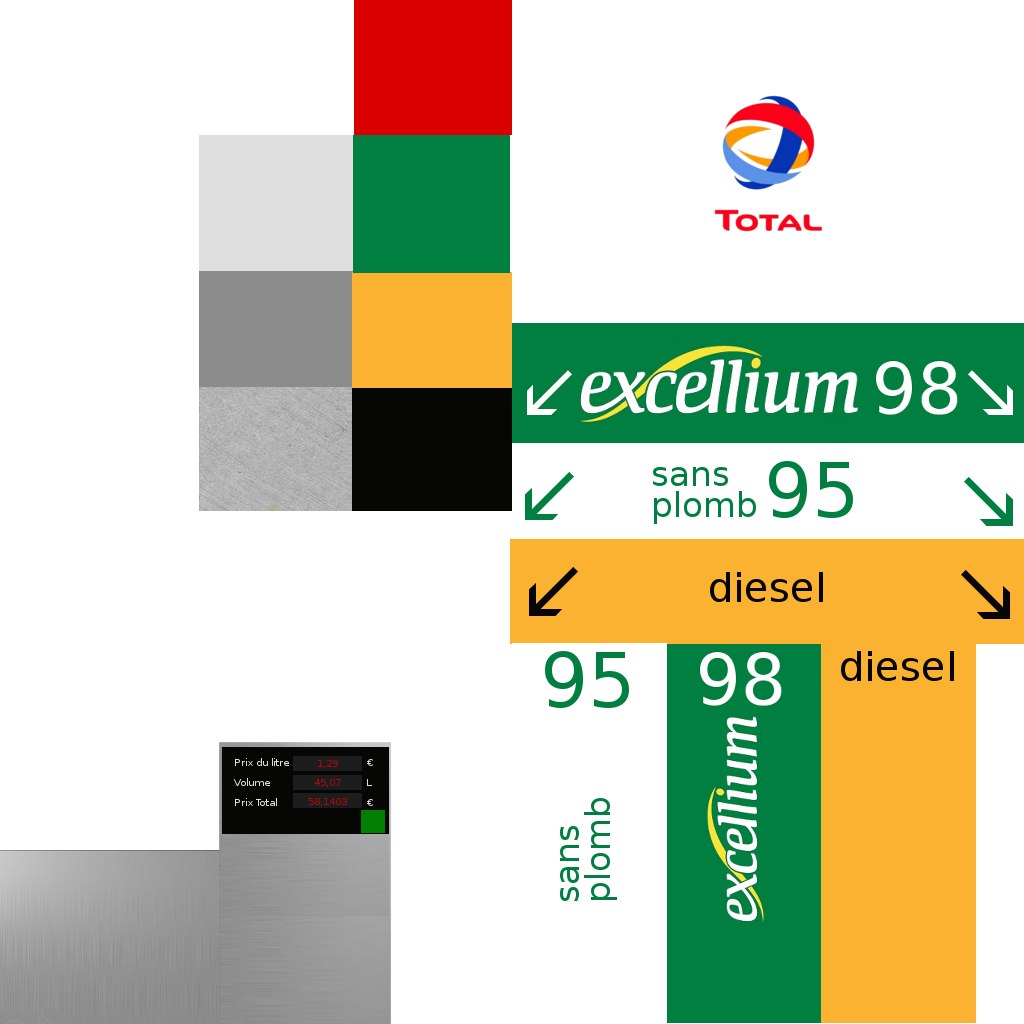 TOTAL
excellium 98
sans
plomb 95
diesel
95
98
diesel
excellium
sans
plomb
Prix du litre 1,29 €
Volume 45,07 L
Prix Total 58,1403 €